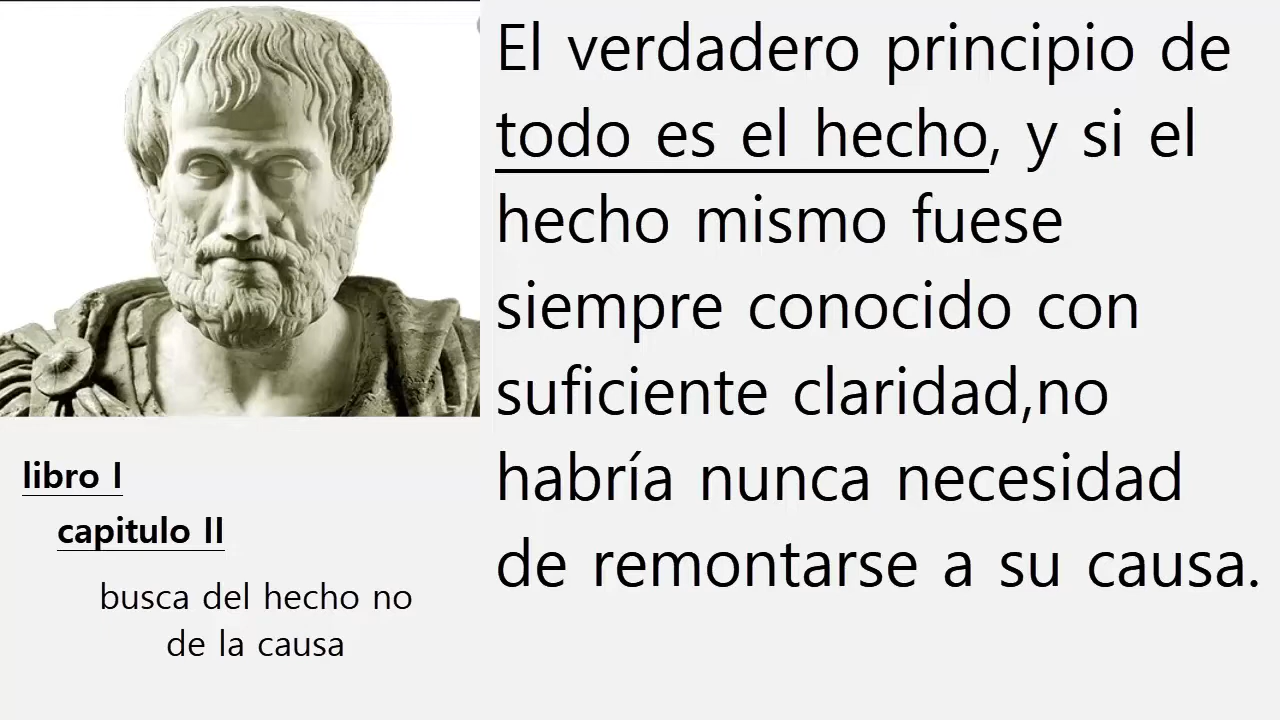 El verdadero principio de
todo es el hecho, y si el
hecho mismo fuese
siempre conocido con
suficiente claridad,no
habría nunca necesidad
de remontarse a su causa.
libro I
capitulo II
busca del hecho no
de la causa